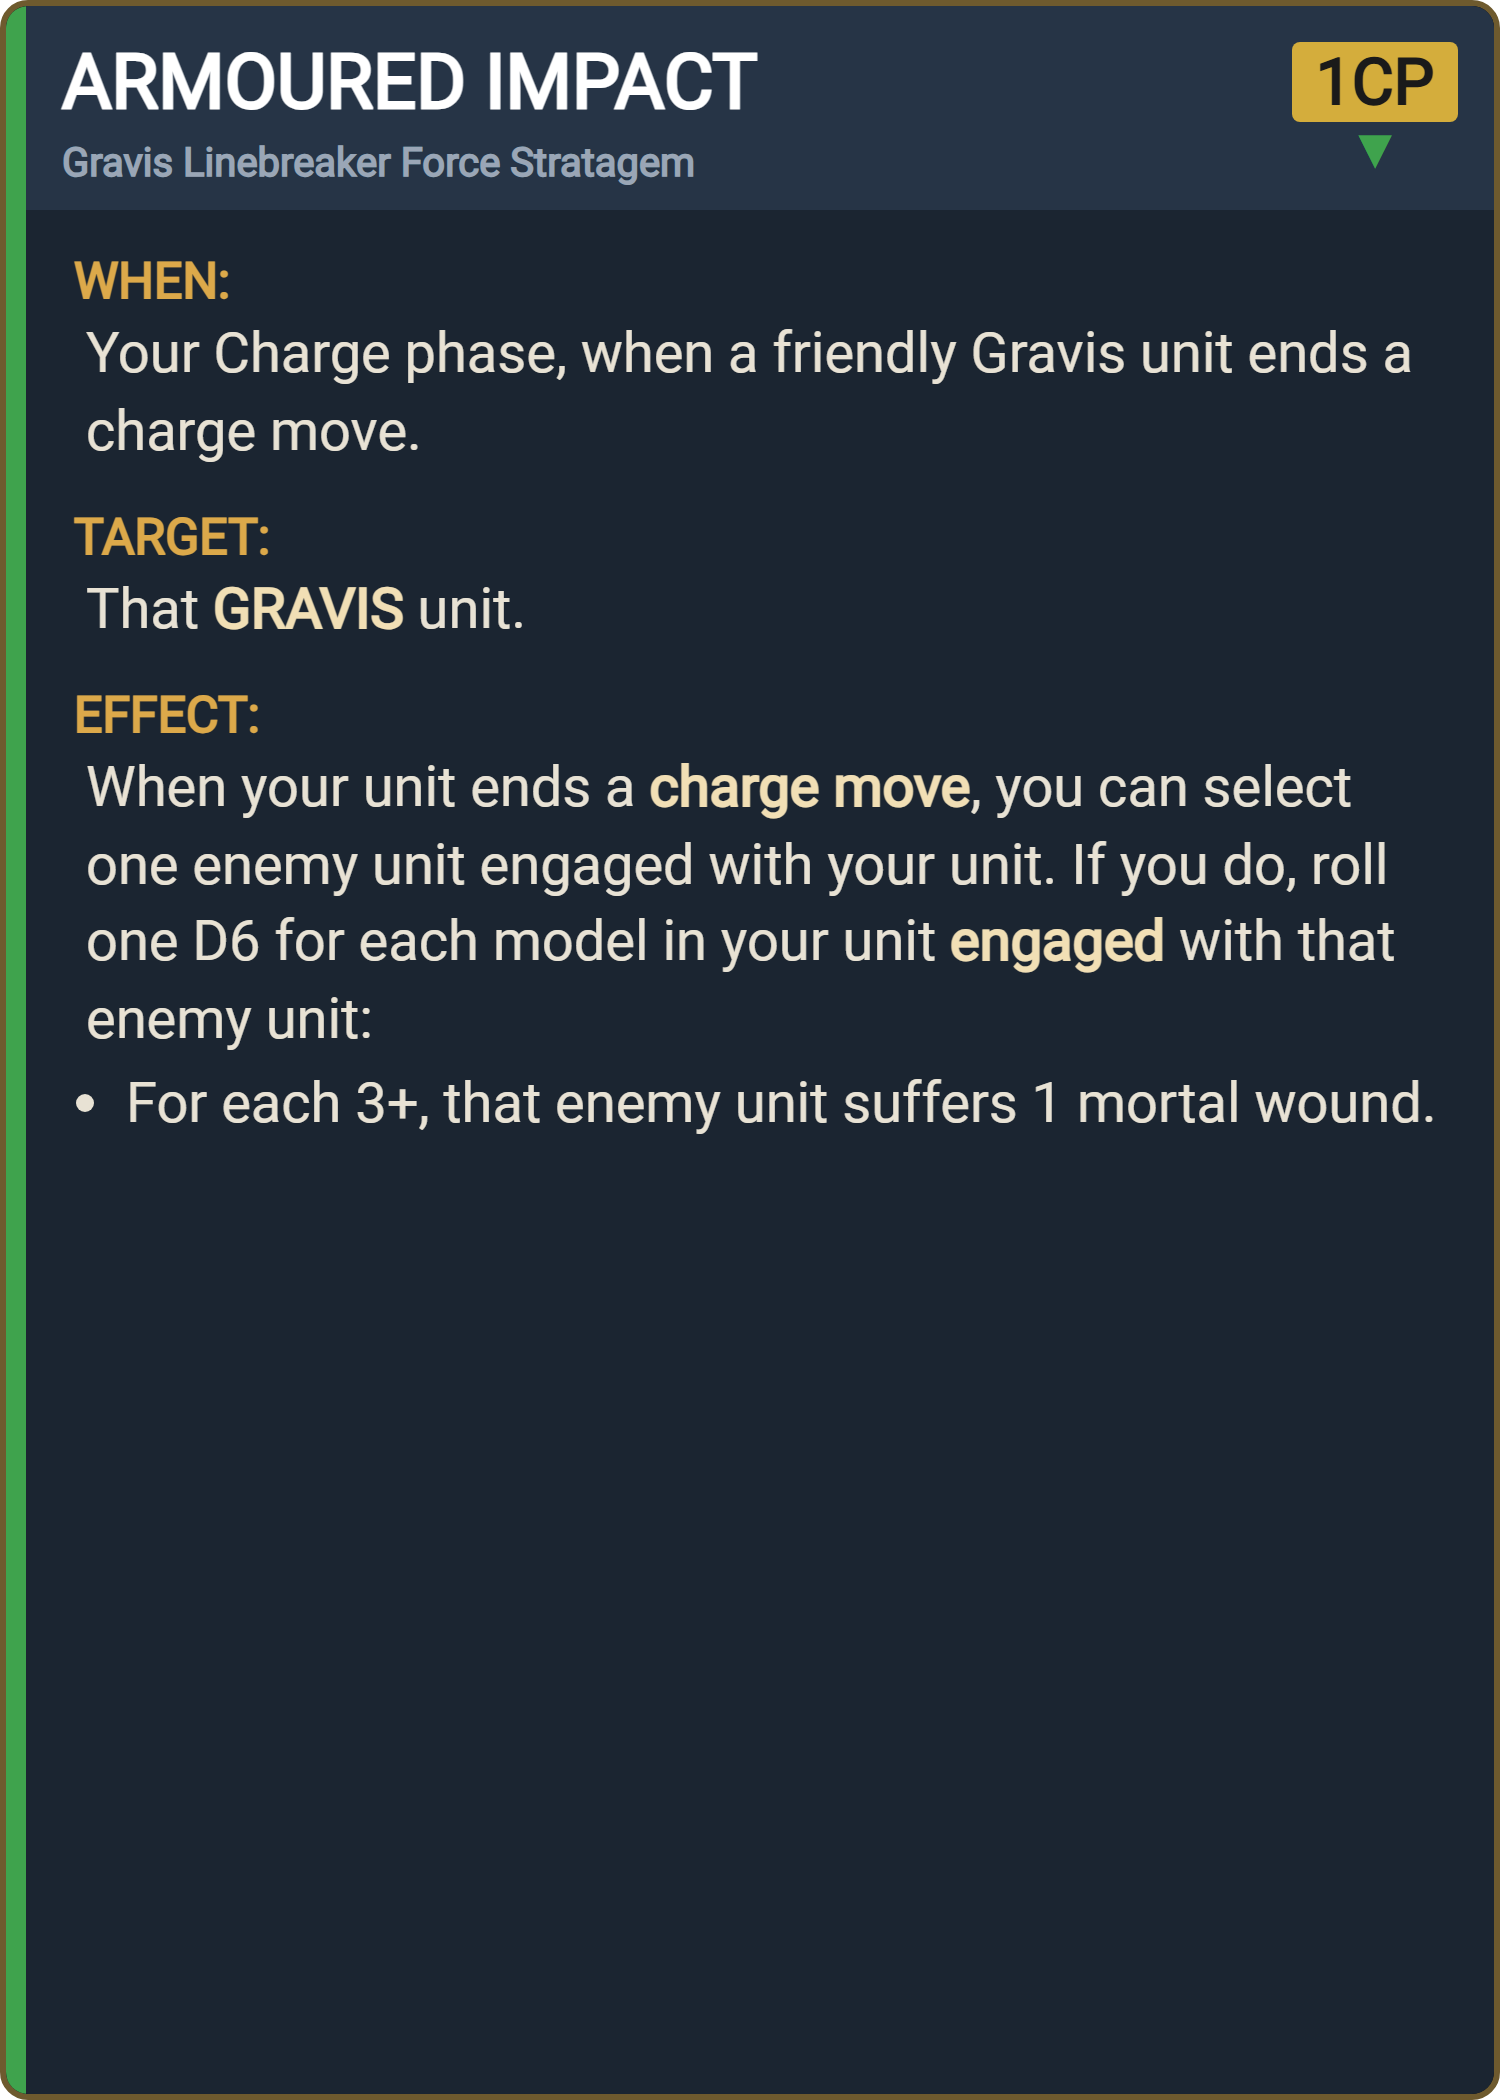 ARMOURED IMPACT
1CP
Gravis Linebreaker Force Stratagem
WHEN:
Your Charge phase, when a friendly Gravis unit ends a
charge move.
TARGET:
That GRAVIS unit.
EFFECT:
When your unit ends a charge move, you can select
one enemy unit engaged with your unit. If you do, roll
one D6 for each model in your unit engaged with that
enemy unit:
• For each 3+, that enemy unit suffers 1 mortal wound.